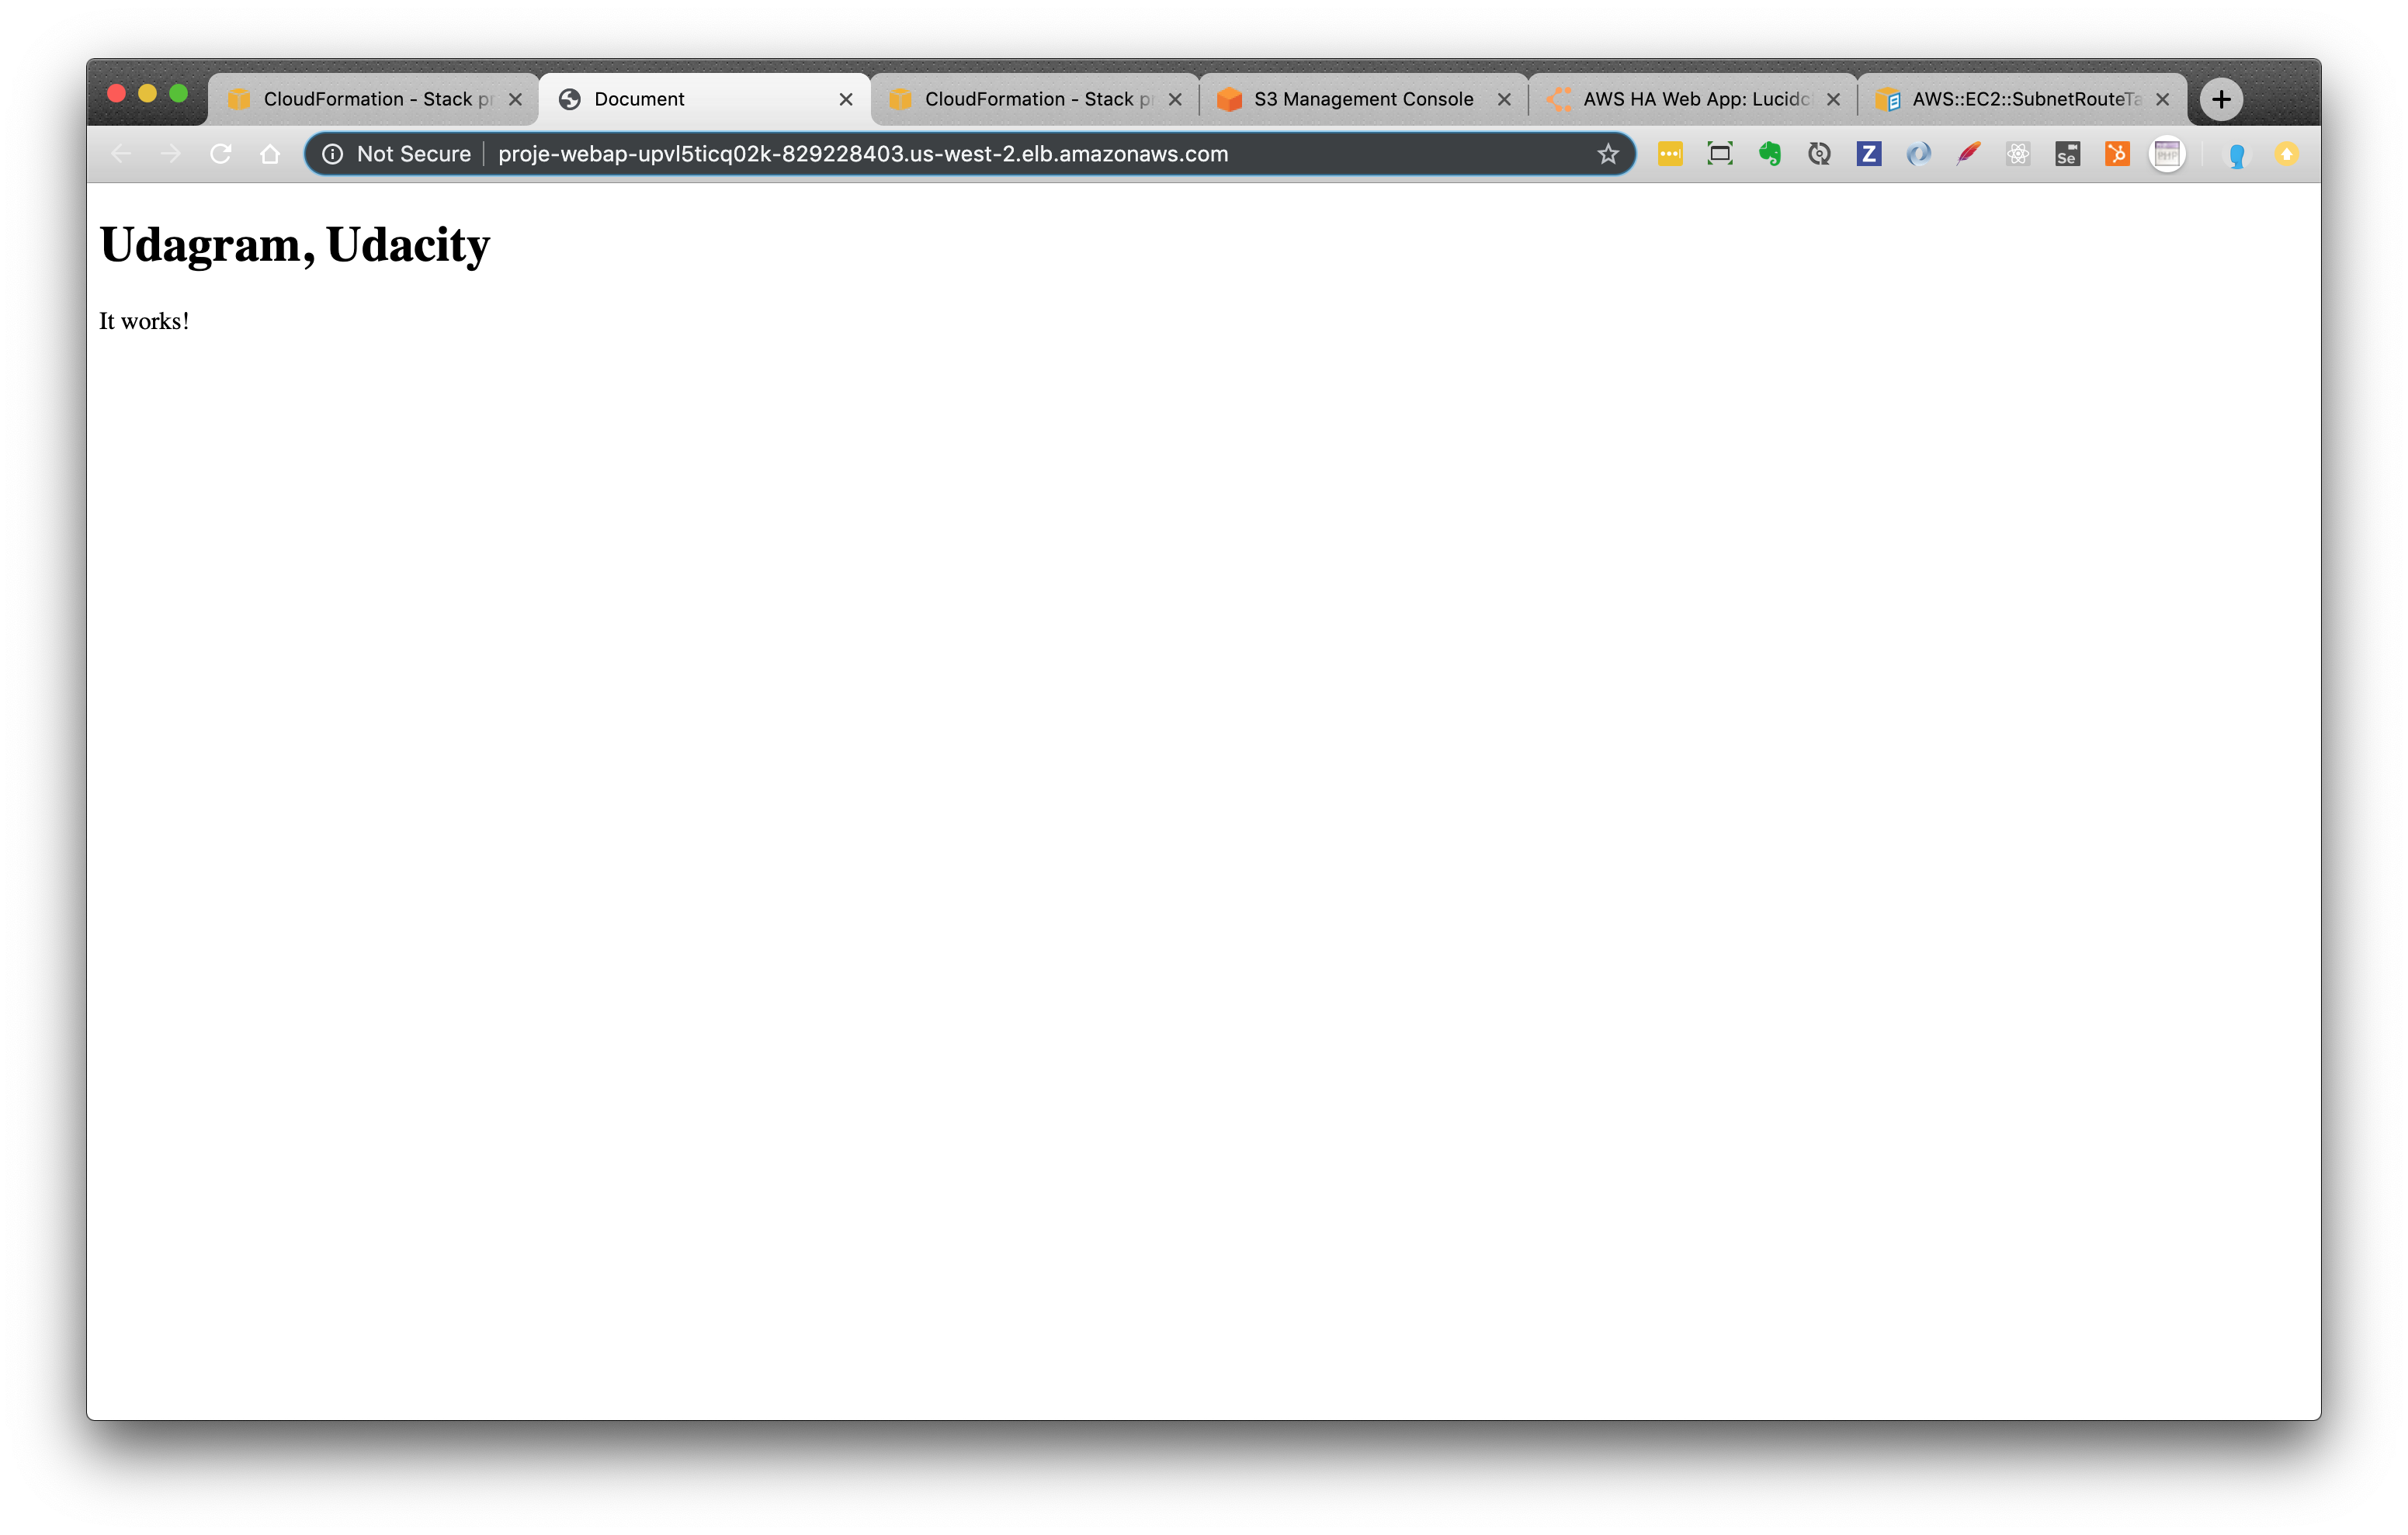 CloudFormation - Stack pr
Document
CloudFormation - Stack pr
S3 Management Console
AWS HA Web App: Lucidc
AWS::EC2::SubnetRouteTa
Not Secure
proje-webap-upvl5ticq02k-829228403.us-west-2.elb.amazonaws.com
Z
Se
PHP
Udagram, Udacity
It works!